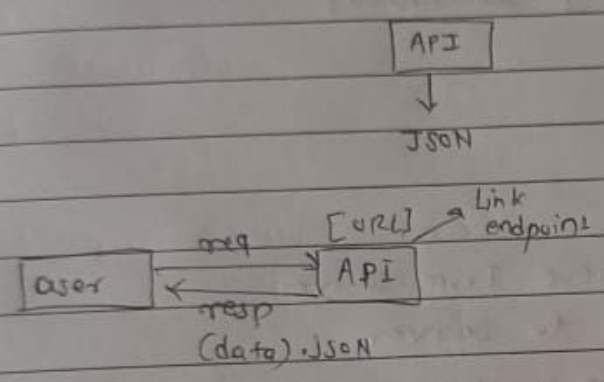 API
JSON
Link
[URL]
endpoint
req
user
API
resp
(data).JSON